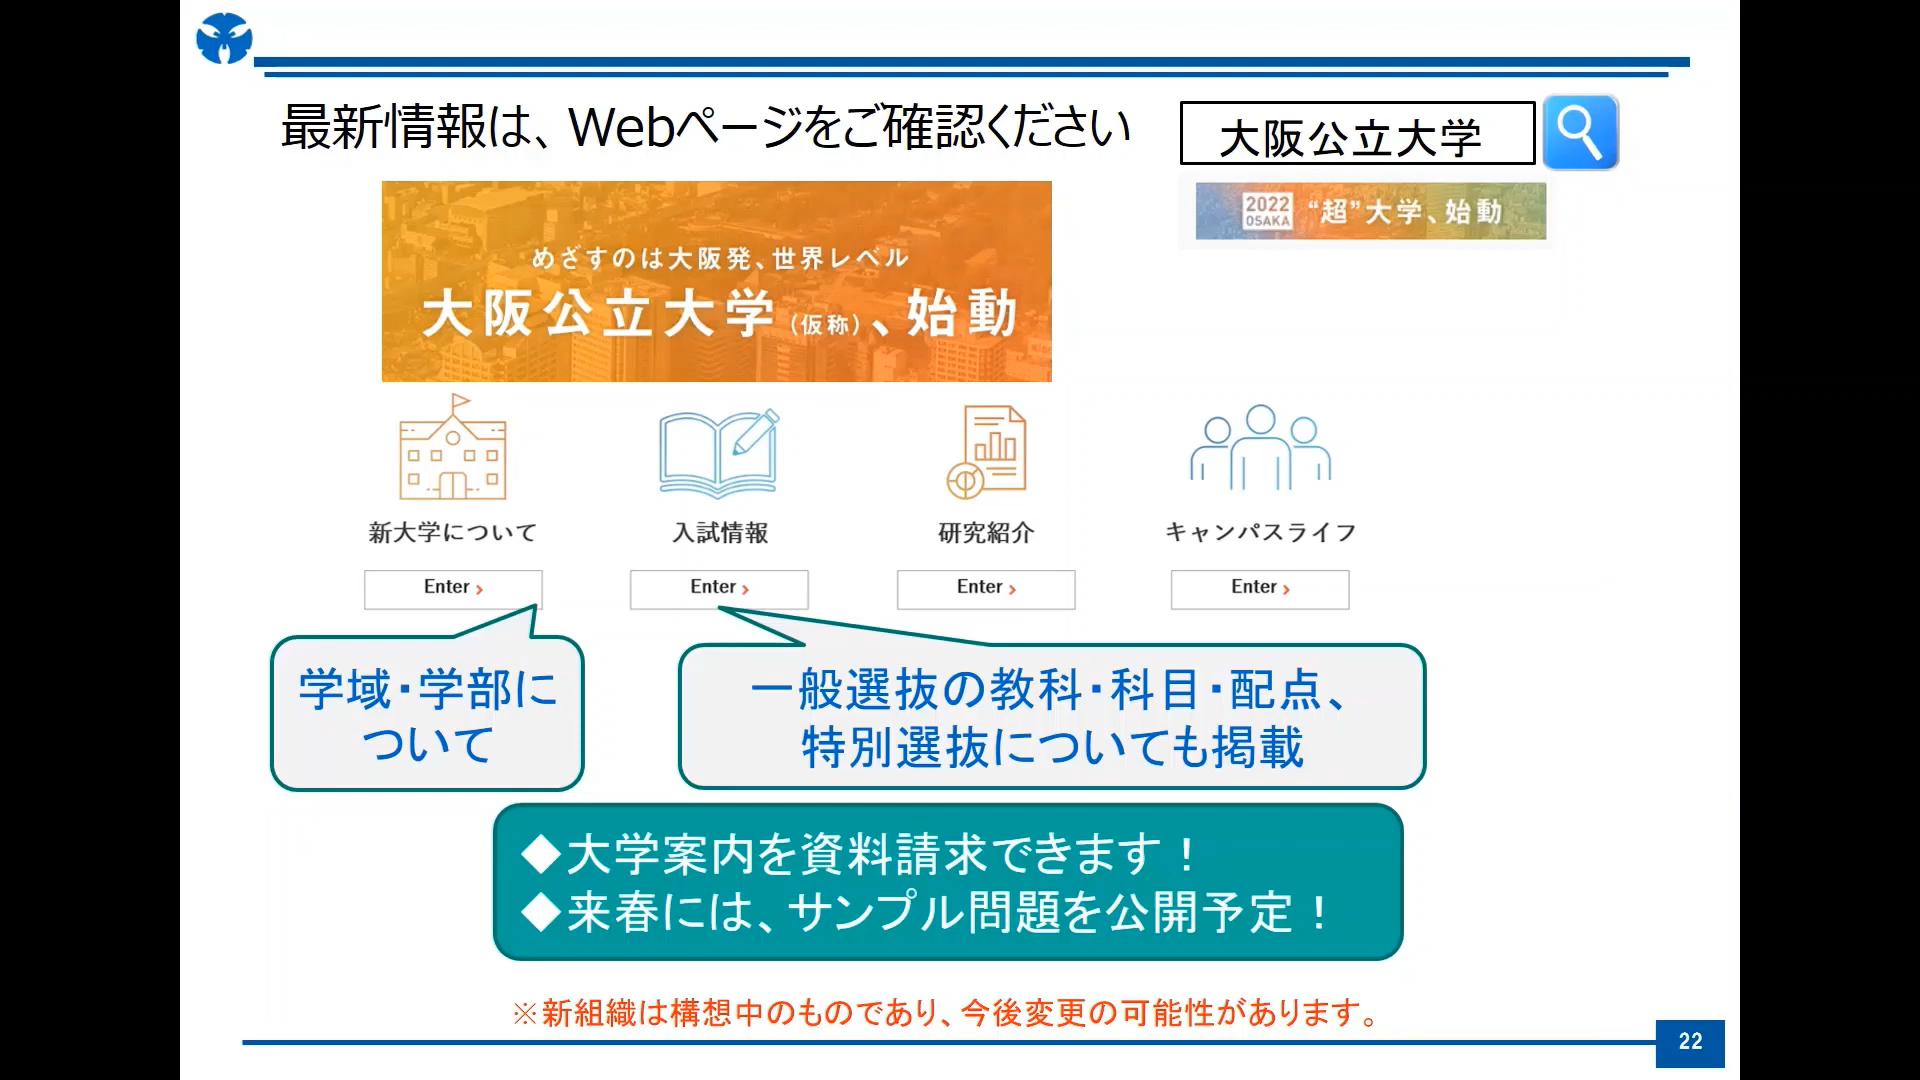 最新情報は、Webページをご確認ください
大阪公立大学
2022 OSAKA “超”大学、始動
めざすのは大阪発、世界レベル
大阪公立大学（仮称）、始動
新大学について
入試情報
研究紹介
キャンパスライフ
Enter ›
Enter ›
Enter ›
Enter ›
学域・学部に
ついて
一般選抜の教科・科目・配点、
特別選抜についても掲載
◆大学案内を資料請求できます！
◆来春には、サンプル問題を公開予定！
※新組織は構想中のものであり、今後変更の可能性があります。
22